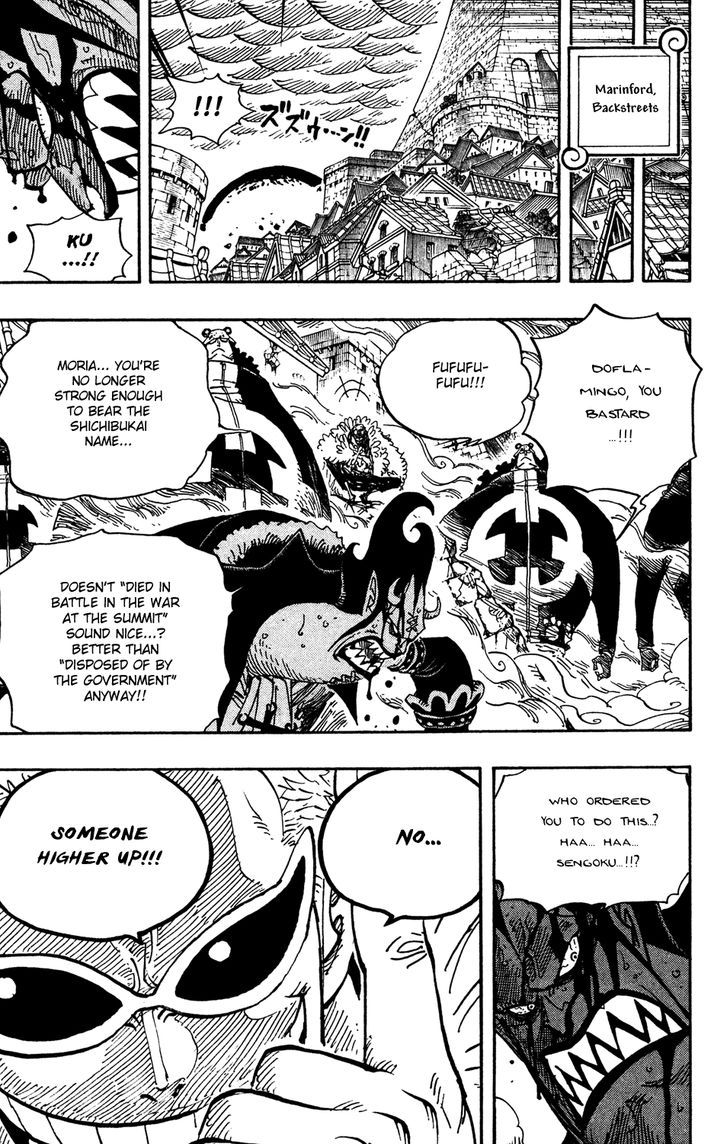 Marinford,
Backstreets
!!!
ズズゥ…ン!!
KU
...!!
DOFLA-
MINGO, YOU
BASTARD
...!!!
FUFUFU-
FUFU!!!
MORIA... YOU'RE
NO LONGER
STRONG ENOUGH
TO BEAR THE
SHICHIBUKAI
NAME...
DOESN'T "DIED IN
BATTLE IN THE WAR
AT THE SUMMIT"
SOUND NICE...?
BETTER THAN
"DISPOSED OF BY
THE GOVERNMENT"
ANYWAY!!
WHO ORDERED
YOU TO DO THIS...?
HAA... HAA...
SENGOKU...!!?
NO...
SOMEONE
HIGHER UP!!!